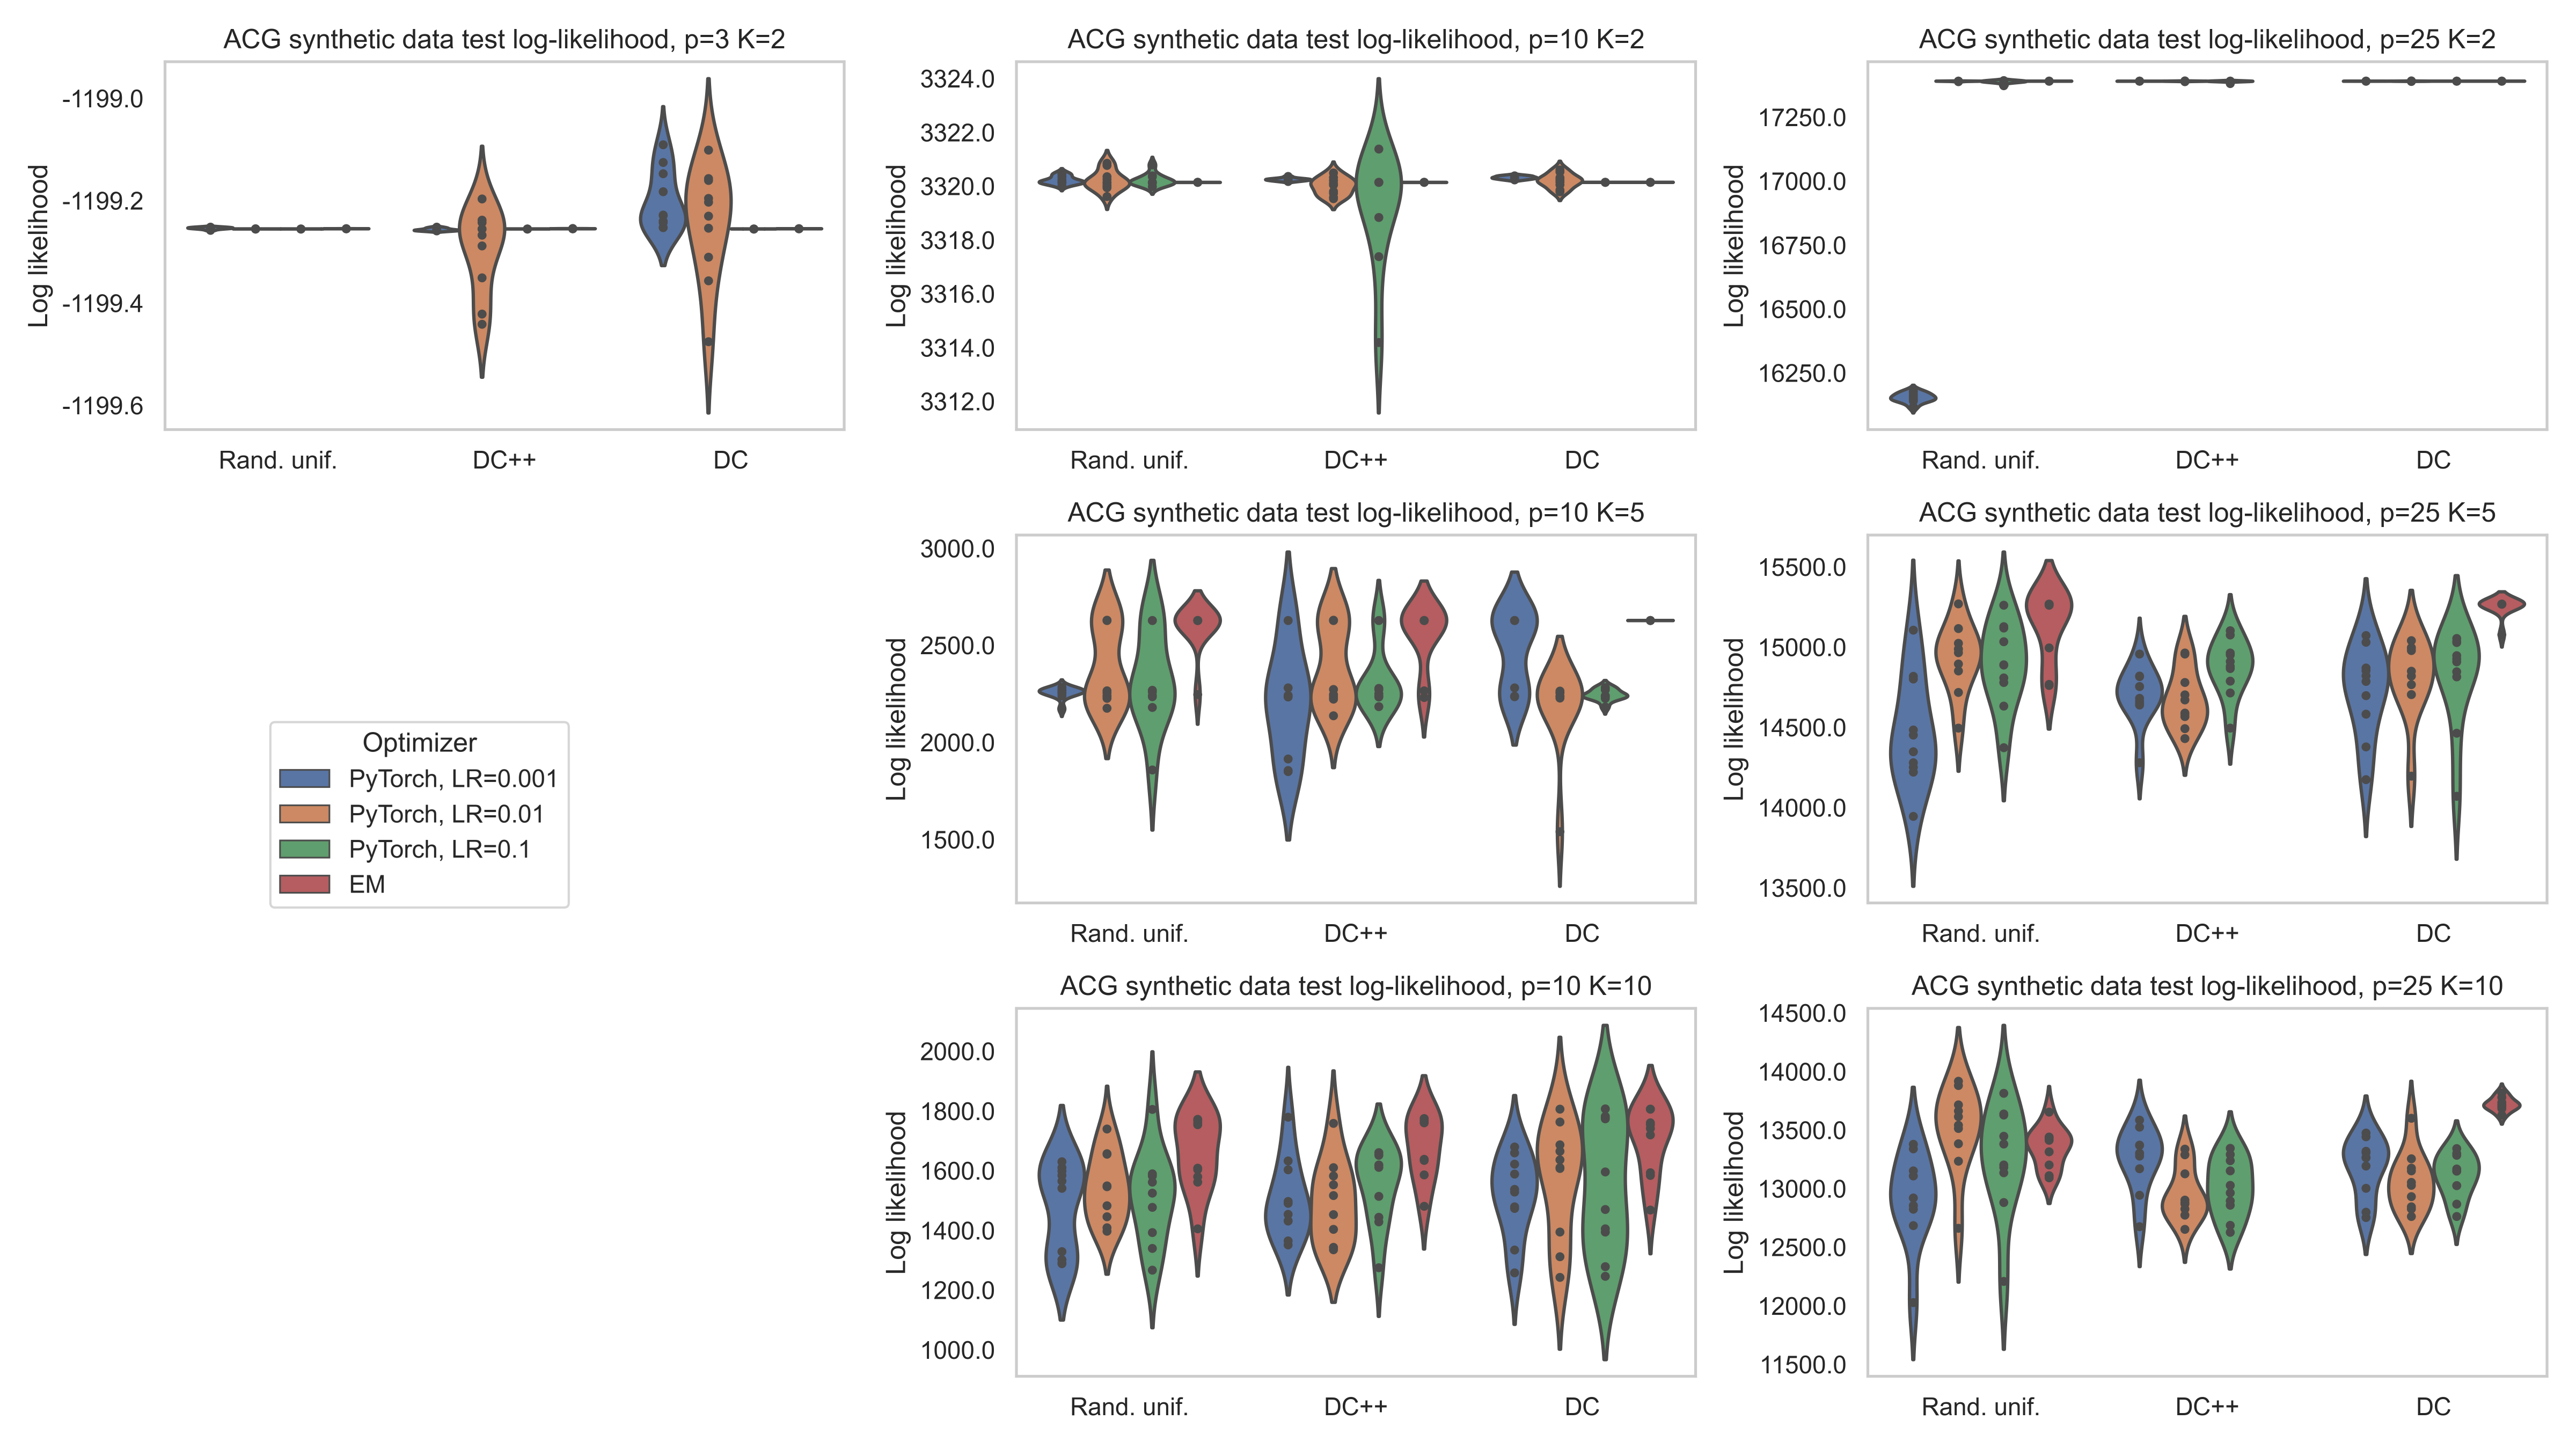 ACG synthetic data test log-likelihood, p=3 K=2
Log likelihood
-1199.0
-1199.2
-1199.4
-1199.6
Rand. unif.
DC++
DC
ACG synthetic data test log-likelihood, p=10 K=2
Log likelihood
3324.0
3322.0
3320.0
3318.0
3316.0
3314.0
3312.0
Rand. unif.
DC++
DC
ACG synthetic data test log-likelihood, p=25 K=2
Log likelihood
17250.0
17000.0
16750.0
16500.0
16250.0
Rand. unif.
DC++
DC
Optimizer
PyTorch, LR=0.001
PyTorch, LR=0.01
PyTorch, LR=0.1
EM
ACG synthetic data test log-likelihood, p=10 K=5
Log likelihood
3000.0
2500.0
2000.0
1500.0
Rand. unif.
DC++
DC
ACG synthetic data test log-likelihood, p=25 K=5
Log likelihood
15500.0
15000.0
14500.0
14000.0
13500.0
Rand. unif.
DC++
DC
ACG synthetic data test log-likelihood, p=10 K=10
Log likelihood
2000.0
1800.0
1600.0
1400.0
1200.0
1000.0
Rand. unif.
DC++
DC
ACG synthetic data test log-likelihood, p=25 K=10
Log likelihood
14500.0
14000.0
13500.0
13000.0
12500.0
12000.0
11500.0
Rand. unif.
DC++
DC